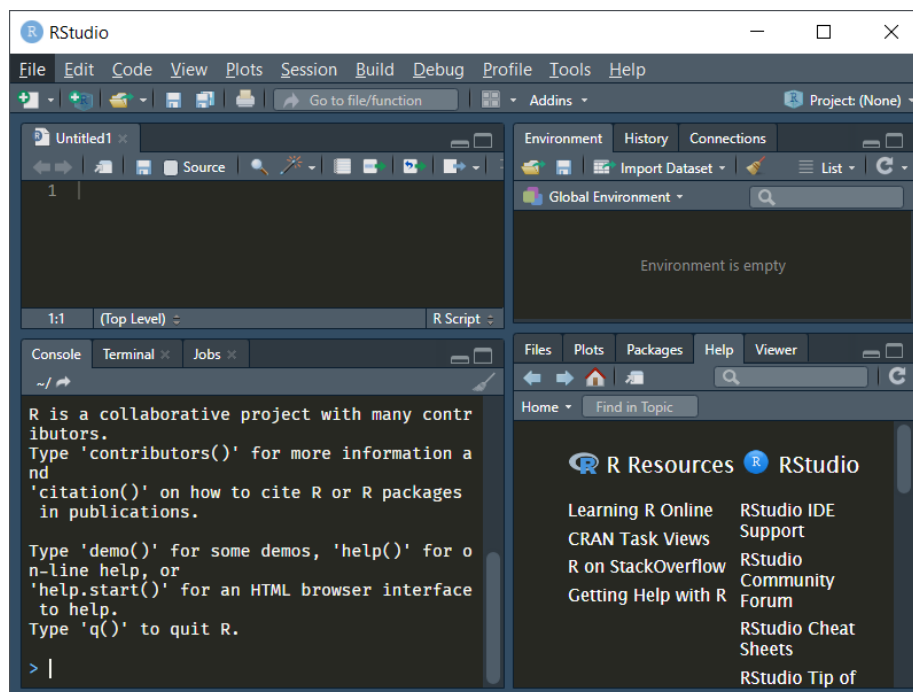 RStudio
File Edit Code View Plots Session Build Debug Profile Tools Help
Go to file/function Addins Project: (None)
Untitled1
Source
1
1:1 (Top Level) R Script
Console Terminal Jobs
~/
R is a collaborative project with many contr
ibutors.
Type 'contributors()' for more information a
nd
'citation()' on how to cite R or R packages
in publications.
Type 'demo()' for some demos, 'help()' for o
n-line help, or
'help.start()' for an HTML browser interface
to help.
Type 'q()' to quit R.
>
Environment History Connections
Import Dataset List
Global Environment
Environment is empty
Files Plots Packages Help Viewer
Home Find in Topic
R Resources
Learning R Online
CRAN Task Views
R on StackOverflow
Getting Help with R
R RStudio
RStudio IDE
Support
RStudio
Community
Forum
RStudio Cheat
Sheets
RStudio Tip of